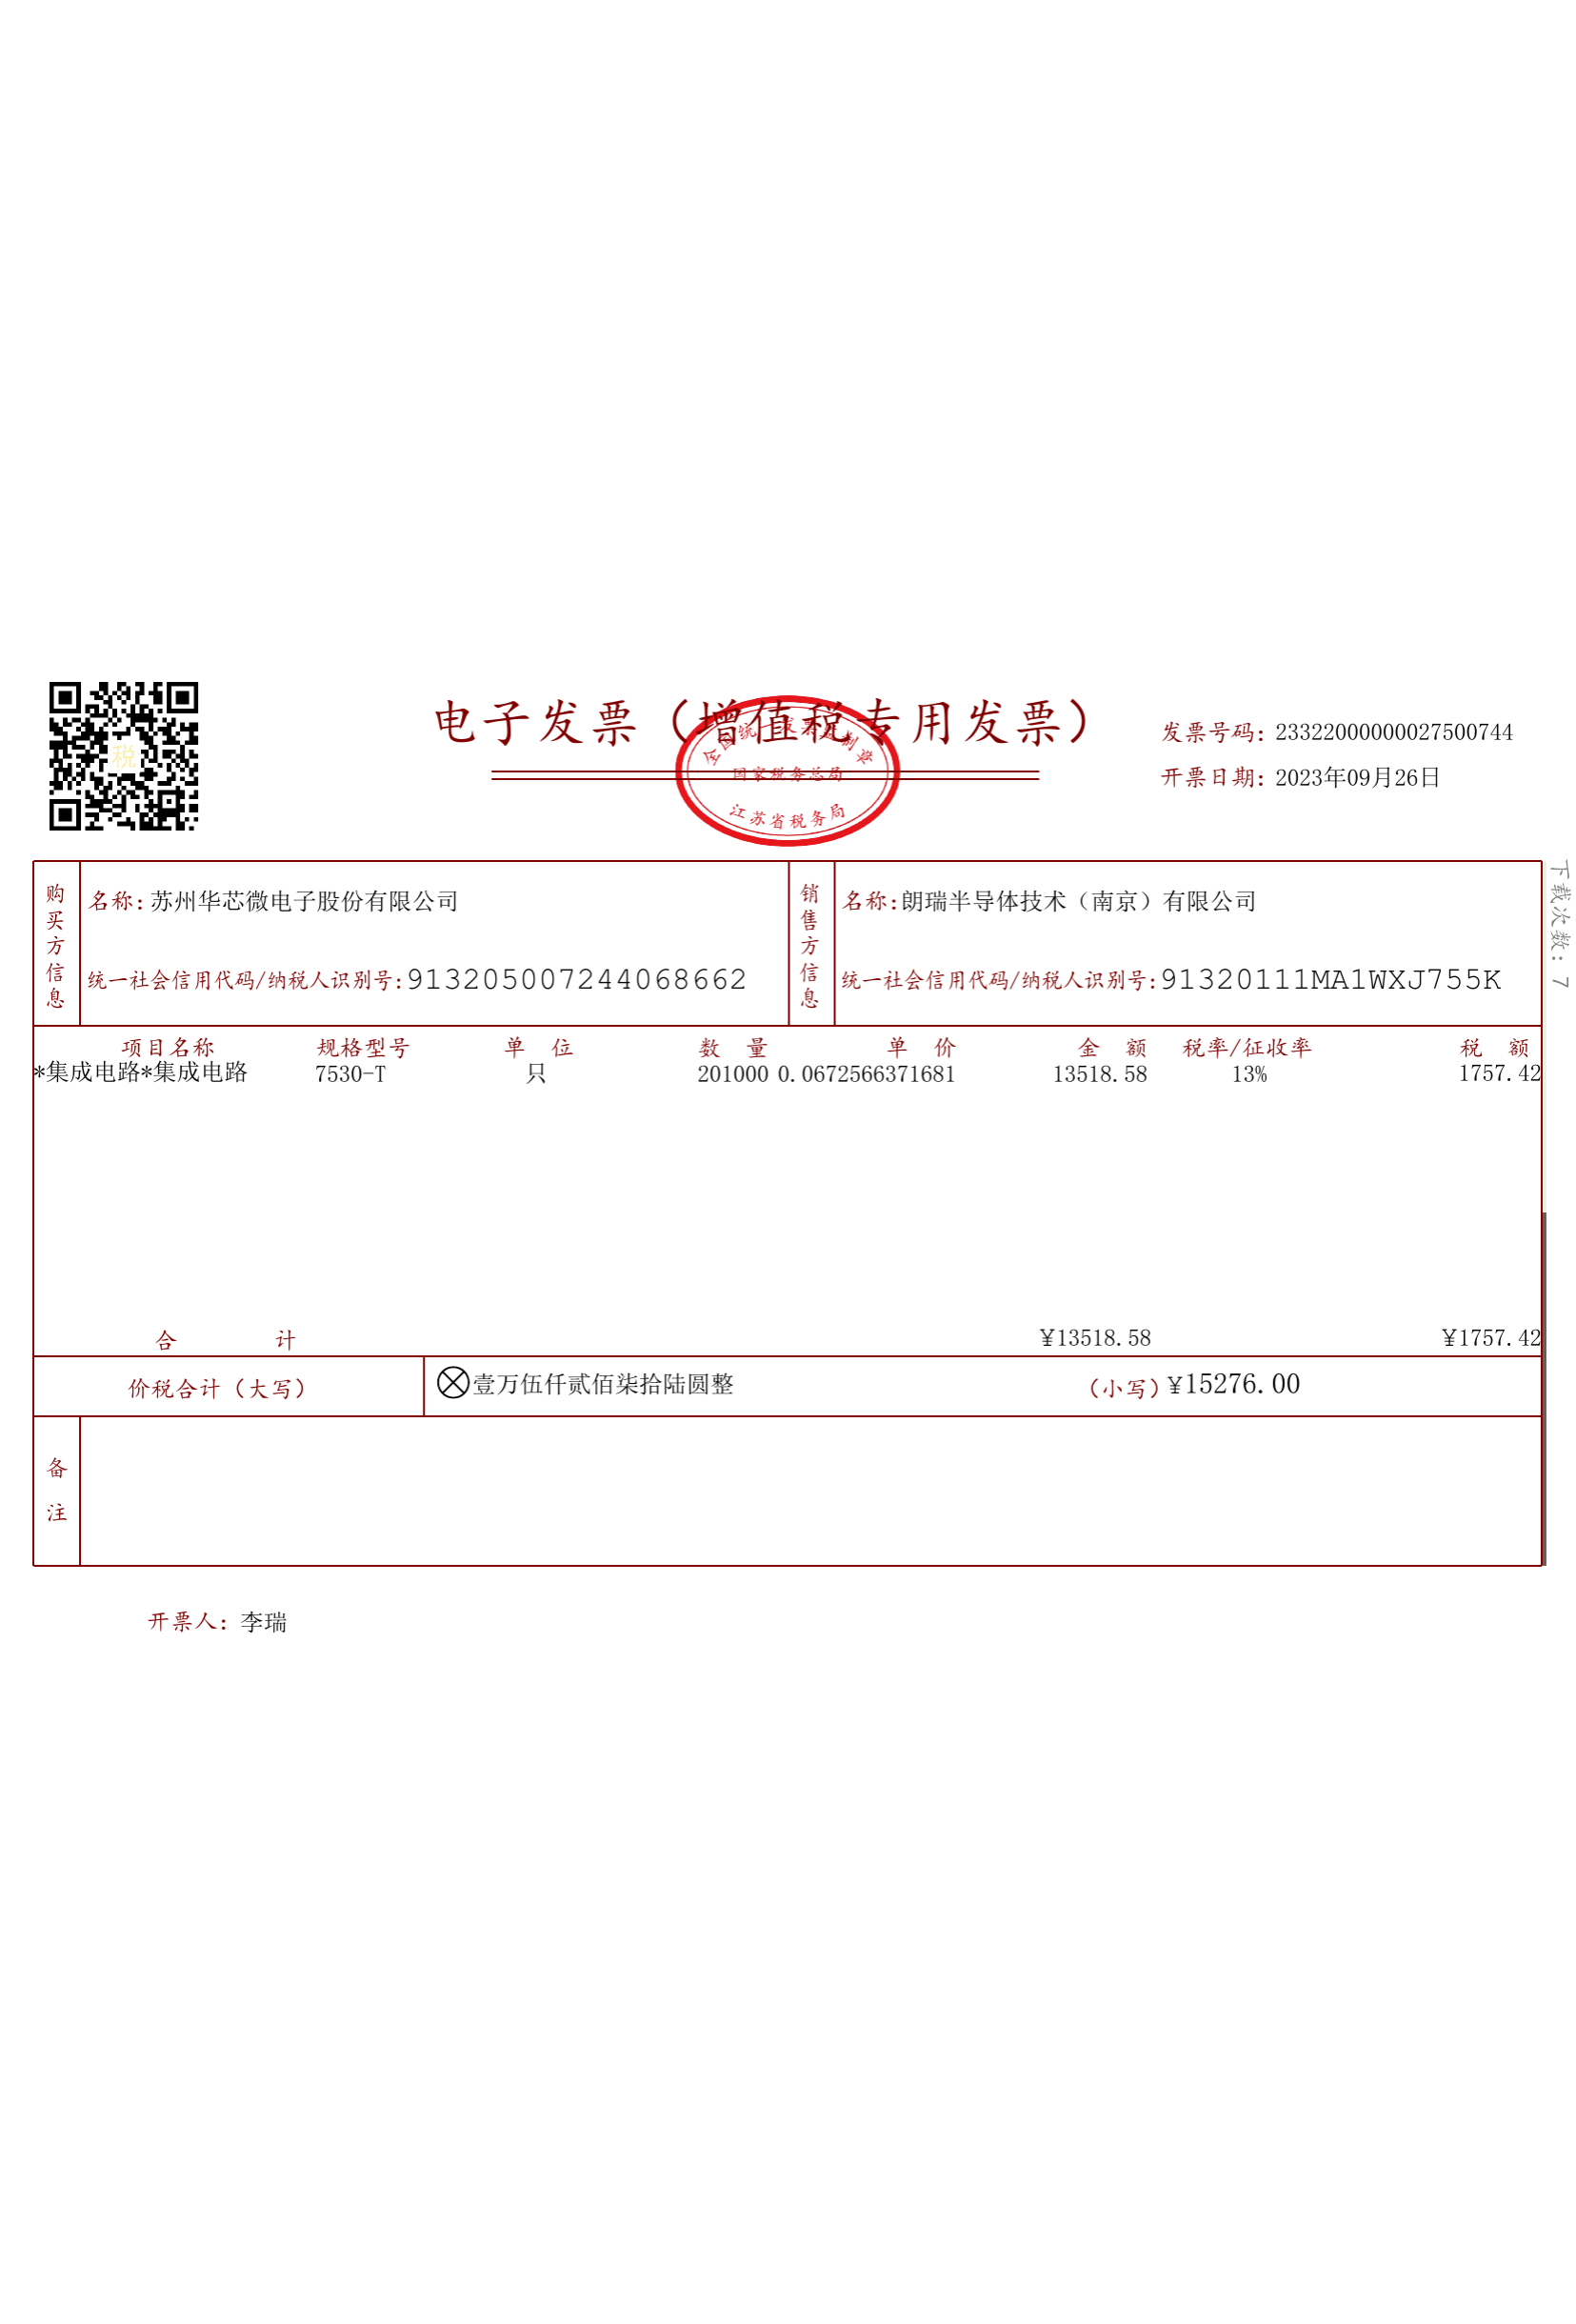 税
电子发票（增值税专用发票）
全国统一发票监制章
国家税务总局
江苏省税务局
发票号码：23322000000027500744
开票日期：2023年09月26日
下载次数：7
购买方信息
名称：苏州华芯微电子股份有限公司
统一社会信用代码/纳税人识别号：913205007244068662
销售方信息
名称：朗瑞半导体技术（南京）有限公司
统一社会信用代码/纳税人识别号：91320111MA1WXJ755K
项目名称 规格型号 单 位 数 量 单 价 金 额 税率/征收率 税 额
*集成电路*集成电路 7530-T 只 201000 0.0672566371681 13518.58 13% 1757.42
合 计 ¥13518.58 ¥1757.42
价税合计（大写） ⊗壹万伍仟贰佰柒拾陆圆整 （小写）¥15276.00
备注
开票人：李瑞